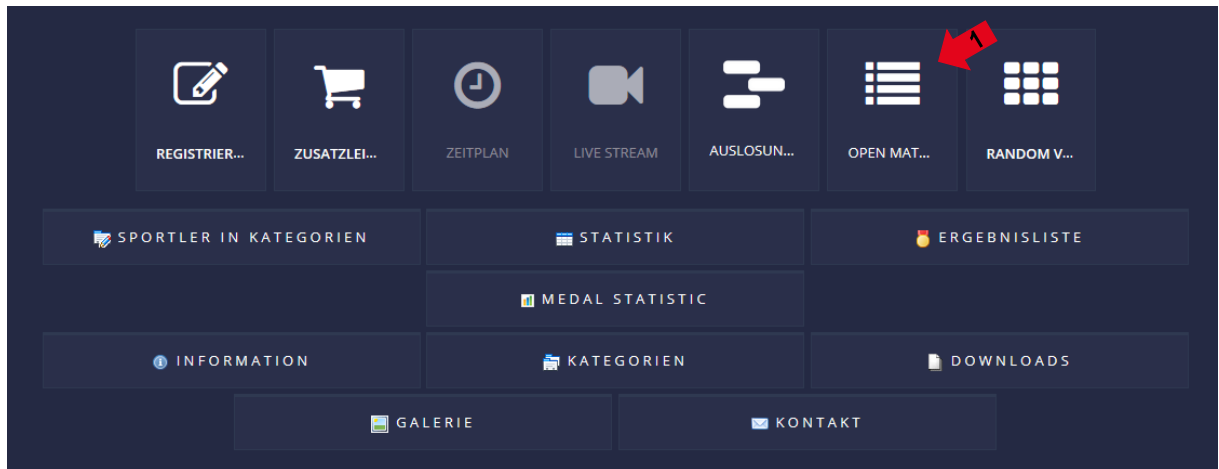 1
REGISTRIER...
ZUSATZLEI...
ZEITPLAN
LIVE STREAM
AUSLOSUN...
OPEN MAT...
RANDOM V...
SPORTLER IN KATEGORIEN
STATISTIK
ERGEBNISLISTE
MEDAL STATISTIC
INFORMATION
KATEGORIEN
DOWNLOADS
GALERIE
KONTAKT